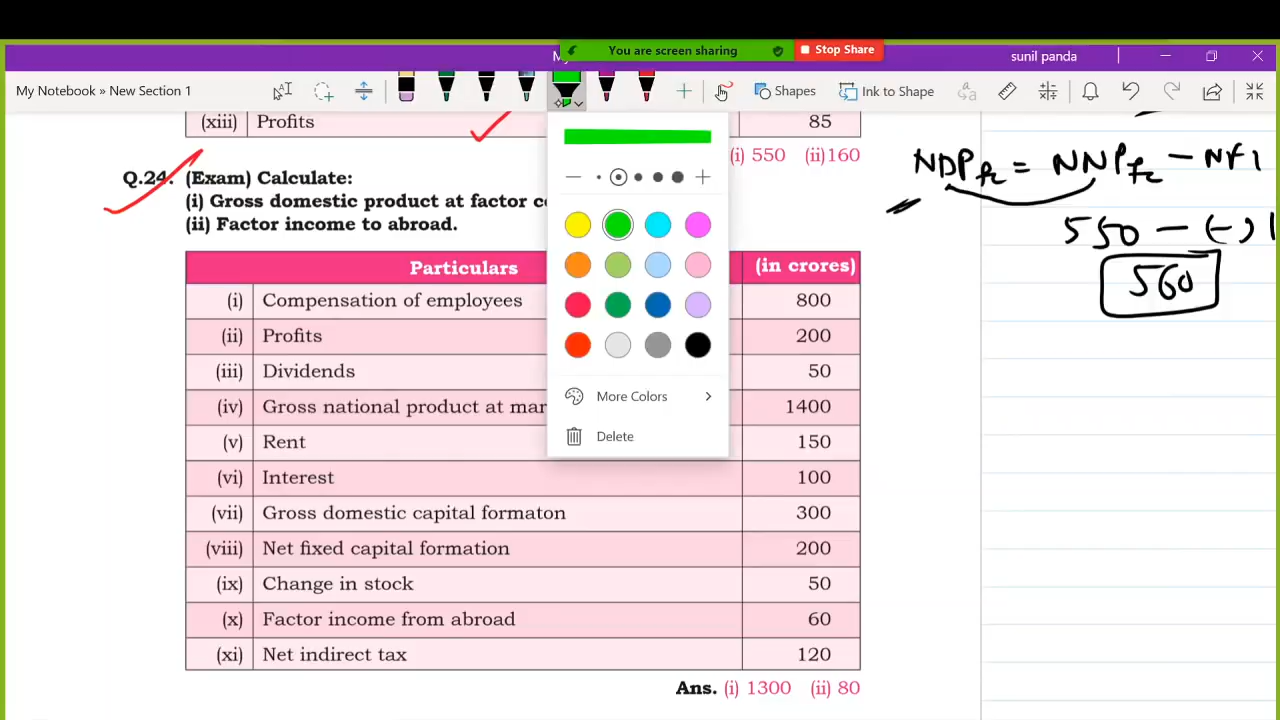 You are screen sharing
Stop Share
sunil panda
My Notebook » New Section 1
Shapes
Ink to Shape
(xiii) Profits 85
(i) 550 (ii)160
Q.24. (Exam) Calculate:
(i) Gross domestic product at factor
(ii) Factor income to abroad.
Particulars (in crores)
(i) Compensation of employees 800
(ii) Profits 200
(iii) Dividends 50
(iv) Gross national product at mar 1400
(v) Rent 150
(vi) Interest 100
(vii) Gross domestic capital formaton 300
(viii) Net fixed capital formation 200
(ix) Change in stock 50
(x) Factor income from abroad 60
(xi) Net indirect tax 120
Ans. (i) 1300 (ii) 80
More Colors
Delete
NDPfc = NNPfc – NFI
550 – (–) 1
560